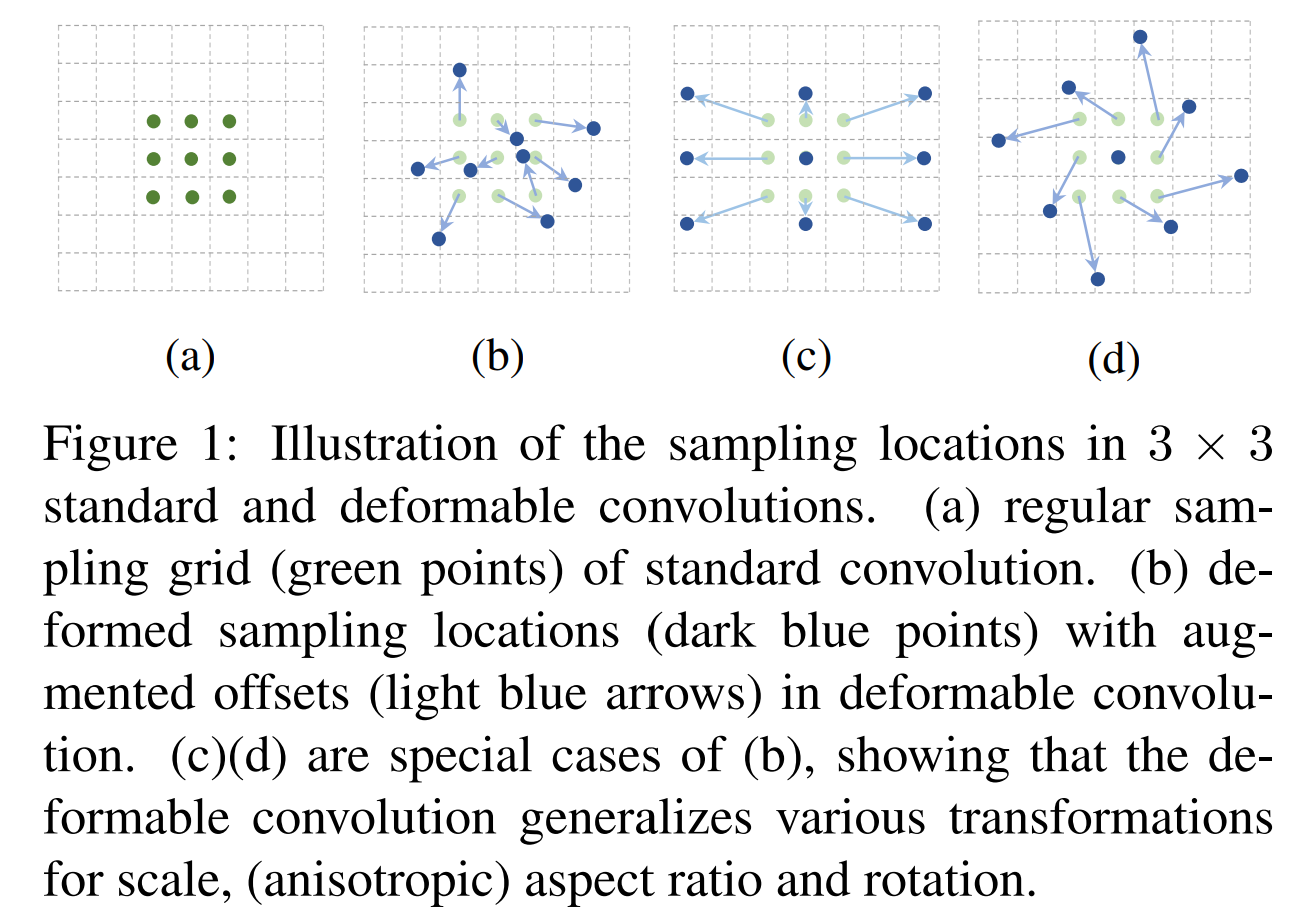 (a) (b) (c) (d)
Figure 1: Illustration of the sampling locations in 3 × 3
standard and deformable convolutions. (a) regular sam-
pling grid (green points) of standard convolution. (b) de-
formed sampling locations (dark blue points) with aug-
mented offsets (light blue arrows) in deformable convolu-
tion. (c)(d) are special cases of (b), showing that the de-
formable convolution generalizes various transformations
for scale, (anisotropic) aspect ratio and rotation.